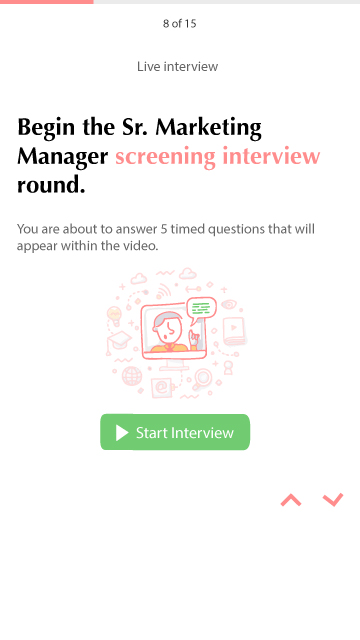 8 of 15
Live interview
Begin the Sr. Marketing
Manager screening interview
round.
You are about to answer 5 timed questions that will
appear within the video.
Start Interview